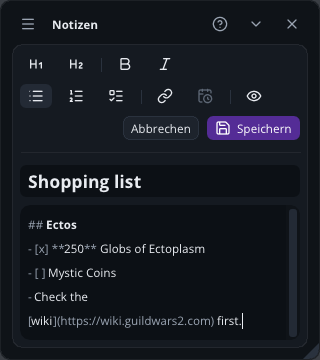 Notizen
H1 H2 B I
Abbrechen Speichern
Shopping list
## Ectos
- [x] **250** Globs of Ectoplasm
- [ ] Mystic Coins
- Check the
[wiki](https://wiki.guildwars2.com) first.